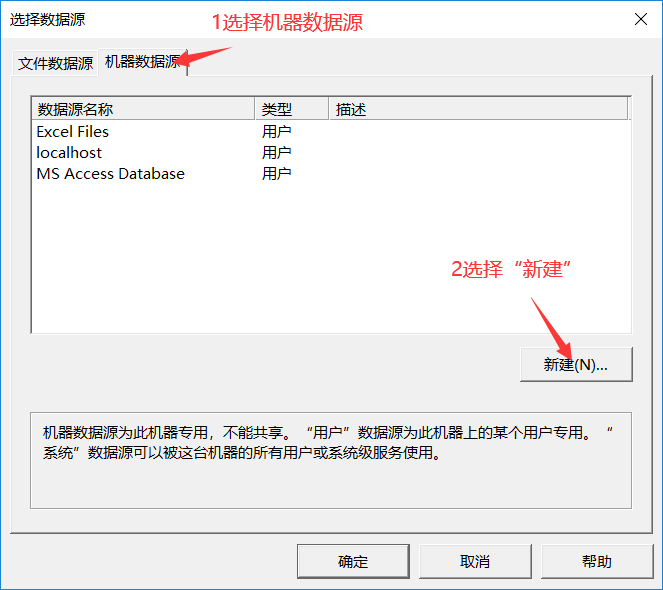 选择数据源
1选择机器数据源
文件数据源 机器数据源
数据源名称 类型 描述
Excel Files 用户
localhost 用户
MS Access Database 用户
2选择“新建”
新建(N)...
机器数据源为此机器专用，不能共享。“用户”数据源为此机器上的某个用户专用。“
系统”数据源可以被这台机器的所有用户或系统级服务使用。
确定 取消 帮助